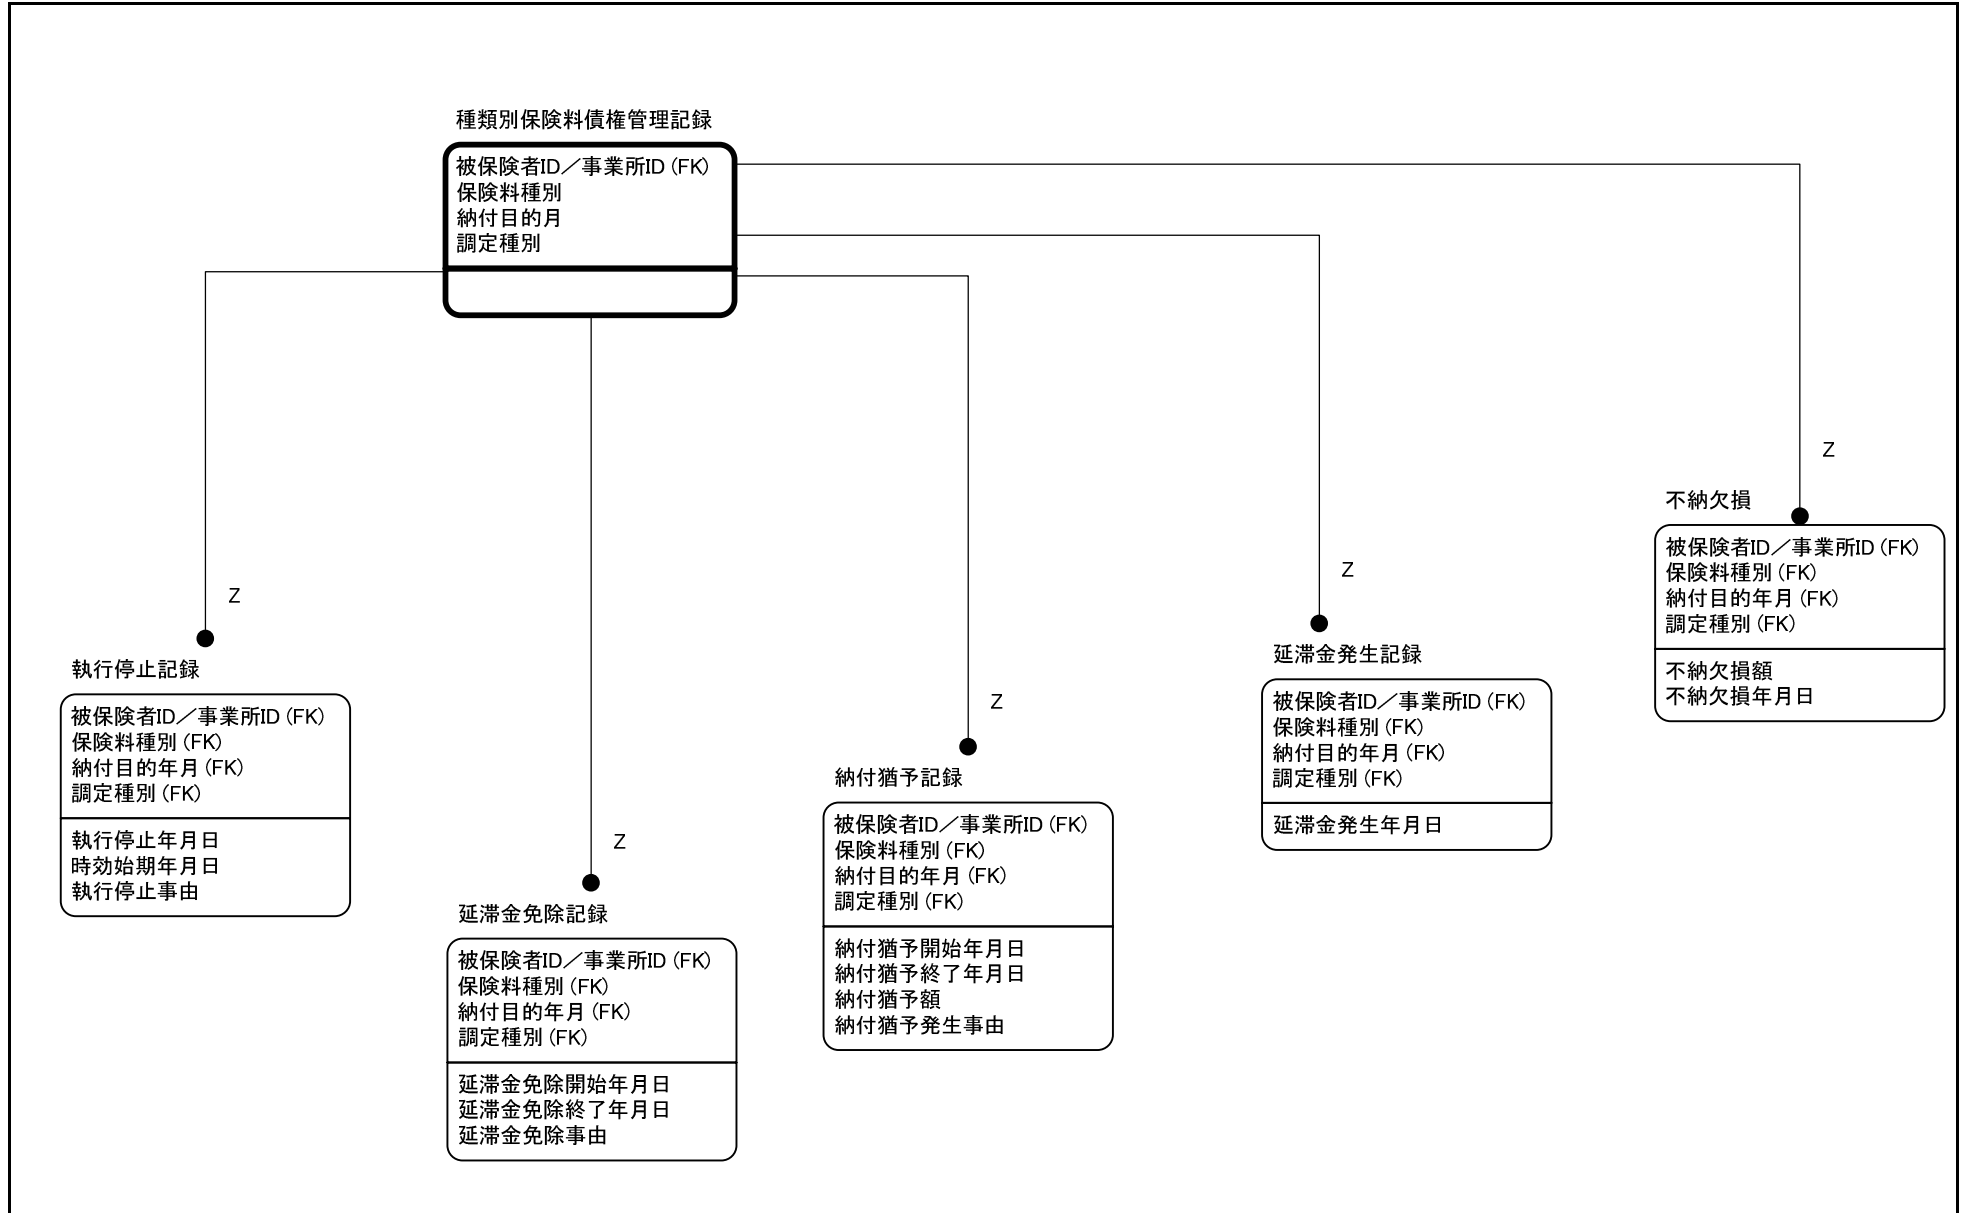 種類別保険料債権管理記録
被保険者ID／事業所ID (FK)
保険料種別
納付目的月
調定種別
Z
執行停止記録
被保険者ID／事業所ID (FK)
保険料種別 (FK)
納付目的年月 (FK)
調定種別 (FK)
執行停止年月日
時効始期年月日
執行停止事由
Z
延滞金免除記録
被保険者ID／事業所ID (FK)
保険料種別 (FK)
納付目的年月 (FK)
調定種別 (FK)
延滞金免除開始年月日
延滞金免除終了年月日
延滞金免除事由
Z
納付猶予記録
被保険者ID／事業所ID (FK)
保険料種別 (FK)
納付目的年月 (FK)
調定種別 (FK)
納付猶予開始年月日
納付猶予終了年月日
納付猶予額
納付猶予発生事由
Z
延滞金発生記録
被保険者ID／事業所ID (FK)
保険料種別 (FK)
納付目的年月 (FK)
調定種別 (FK)
延滞金発生年月日
Z
不納欠損
被保険者ID／事業所ID (FK)
保険料種別 (FK)
納付目的年月 (FK)
調定種別 (FK)
不納欠損額
不納欠損年月日